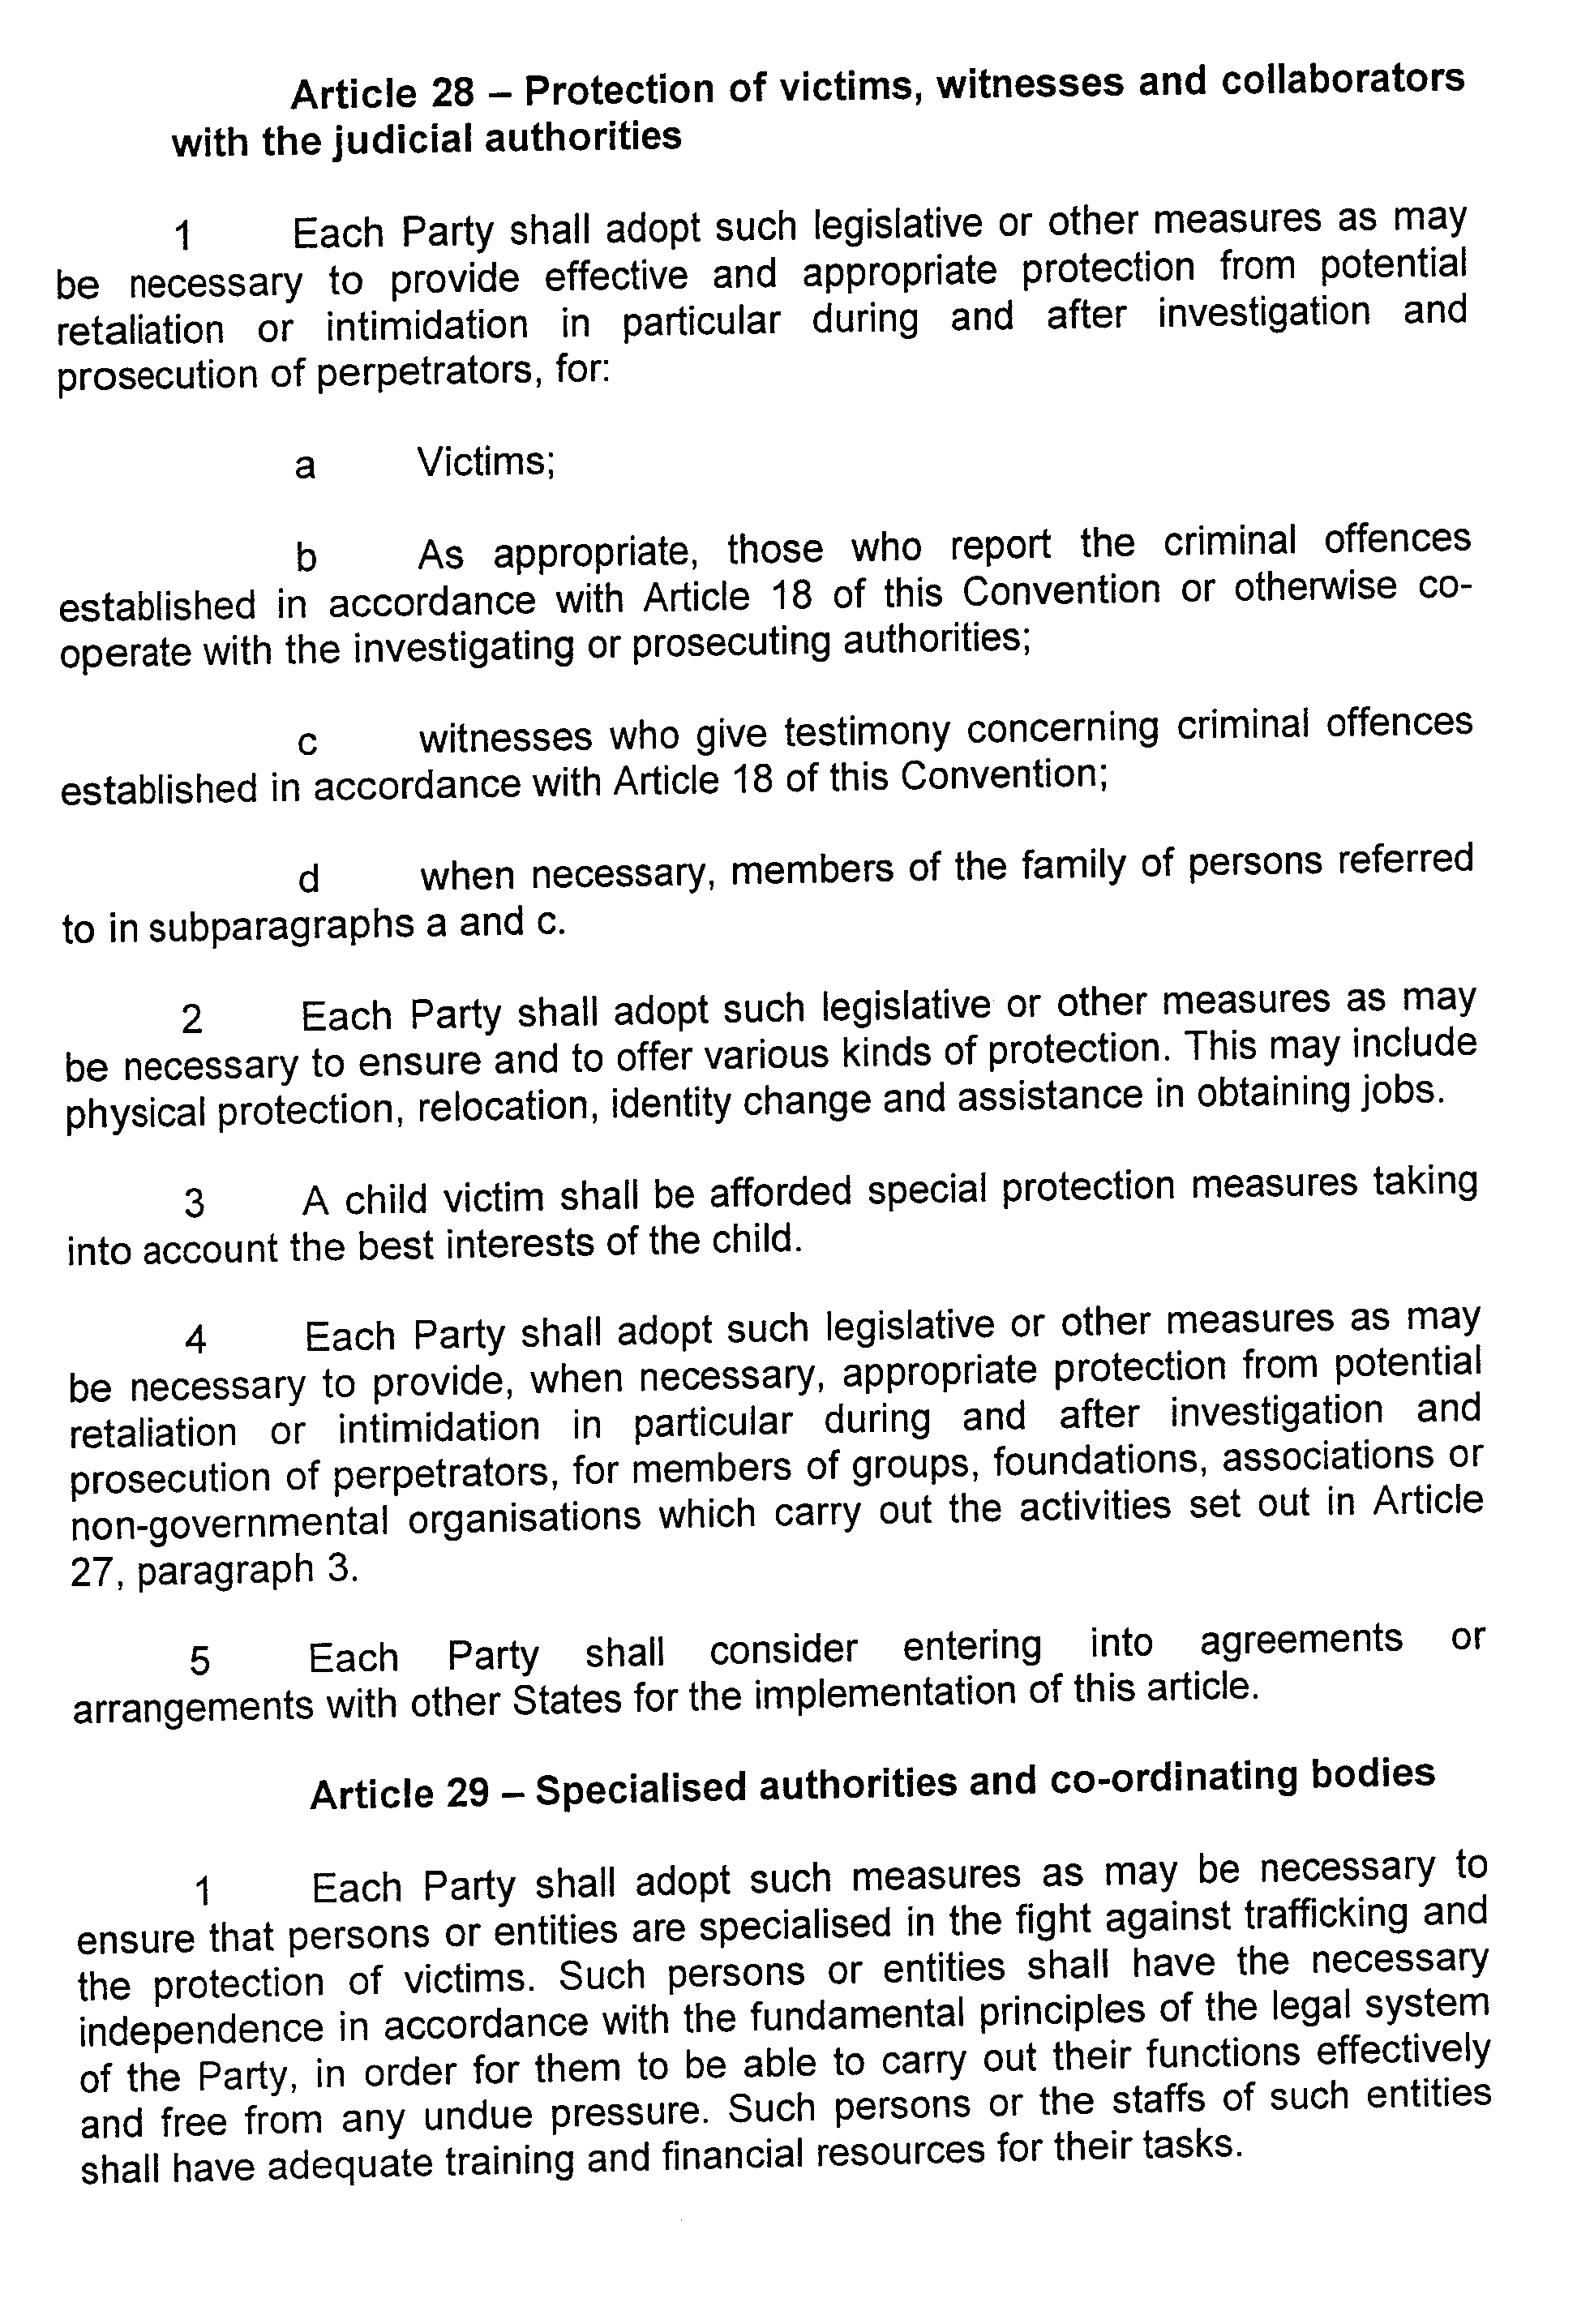 Article 28 – Protection of victims, witnesses and collaborators
with the judicial authorities
1 Each Party shall adopt such legislative or other measures as may
be necessary to provide effective and appropriate protection from potential
retaliation or intimidation in particular during and after investigation and
prosecution of perpetrators, for:
a Victims;
b As appropriate, those who report the criminal offences
established in accordance with Article 18 of this Convention or otherwise co-
operate with the investigating or prosecuting authorities;
c witnesses who give testimony concerning criminal offences
established in accordance with Article 18 of this Convention;
d when necessary, members of the family of persons referred
to in subparagraphs a and c.
2 Each Party shall adopt such legislative or other measures as may
be necessary to ensure and to offer various kinds of protection. This may include
physical protection, relocation, identity change and assistance in obtaining jobs.
3 A child victim shall be afforded special protection measures taking
into account the best interests of the child.
4 Each Party shall adopt such legislative or other measures as may
be necessary to provide, when necessary, appropriate protection from potential
retaliation or intimidation in particular during and after investigation and
prosecution of perpetrators, for members of groups, foundations, associations or
non-governmental organisations which carry out the activities set out in Article
27, paragraph 3.
5 Each Party shall consider entering into agreements or
arrangements with other States for the implementation of this article.
Article 29 – Specialised authorities and co-ordinating bodies
1 Each Party shall adopt such measures as may be necessary to
ensure that persons or entities are specialised in the fight against trafficking and
the protection of victims. Such persons or entities shall have the necessary
independence in accordance with the fundamental principles of the legal system
of the Party, in order for them to be able to carry out their functions effectively
and free from any undue pressure. Such persons or the staffs of such entities
shall have adequate training and financial resources for their tasks.